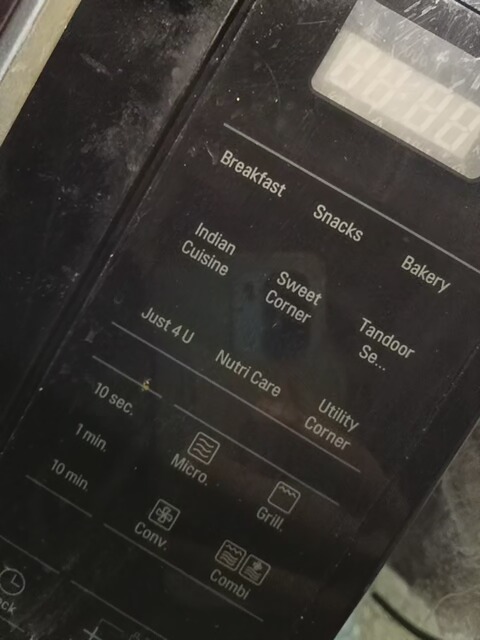 Breakfast
Snacks
Bakery
Indian
Cuisine
Sweet
Corner
Tandoor
Se...
Just 4 U
Nutri Care
Utility
Corner
10 sec.
1 min.
10 min.
Micro.
Grill.
Conv.
Combi